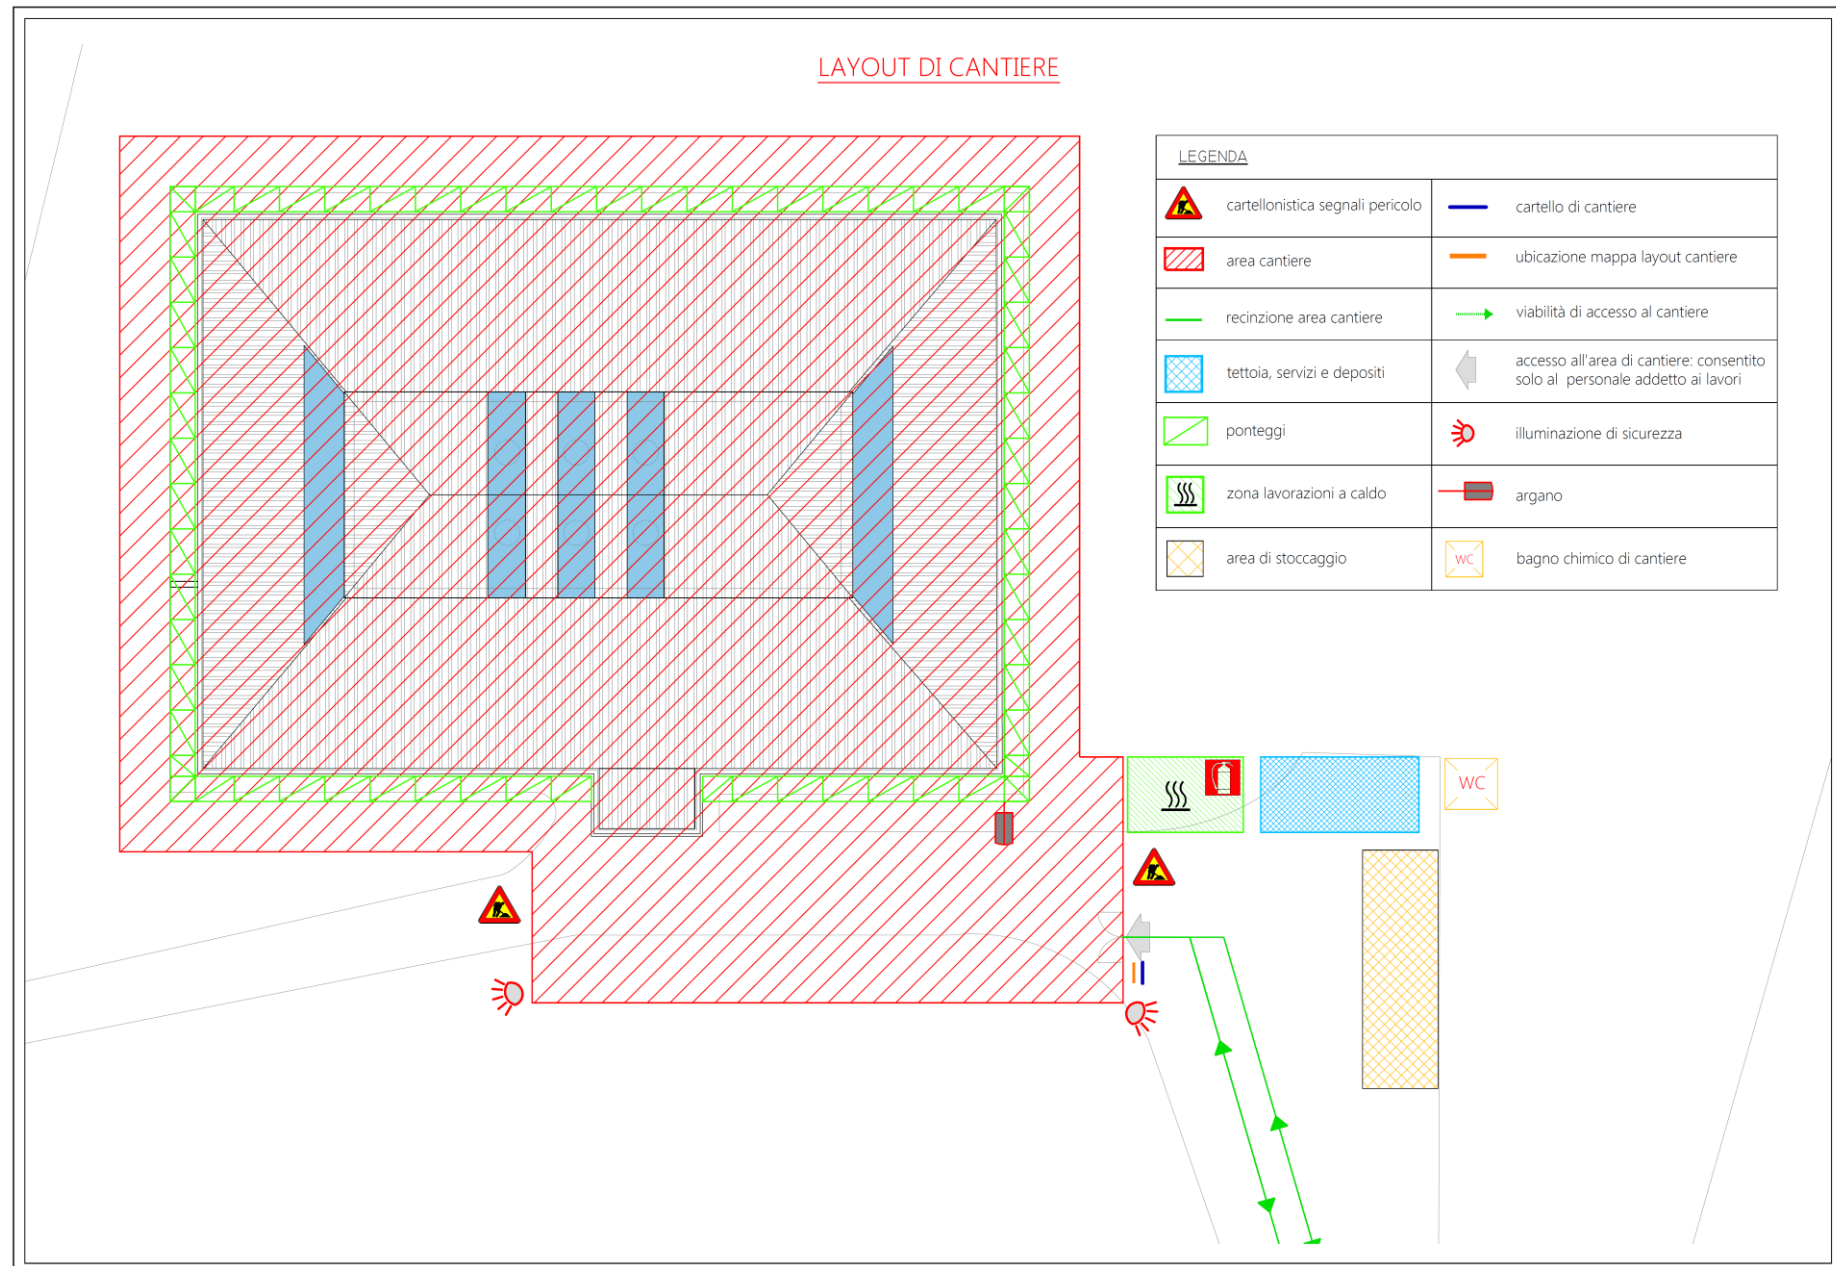 LAYOUT DI CANTIERE
LEGENDA
cartellonistica segnali pericolo
cartello di cantiere
area cantiere
ubicazione mappa layout cantiere
recinzione area cantiere
viabilità di accesso al cantiere
tettoia, servizi e depositi
accesso all'area di cantiere: consentito
solo al personale addetto ai lavori
ponteggi
illuminazione di sicurezza
zona lavorazioni a caldo
argano
area di stoccaggio
WC
bagno chimico di cantiere
WC